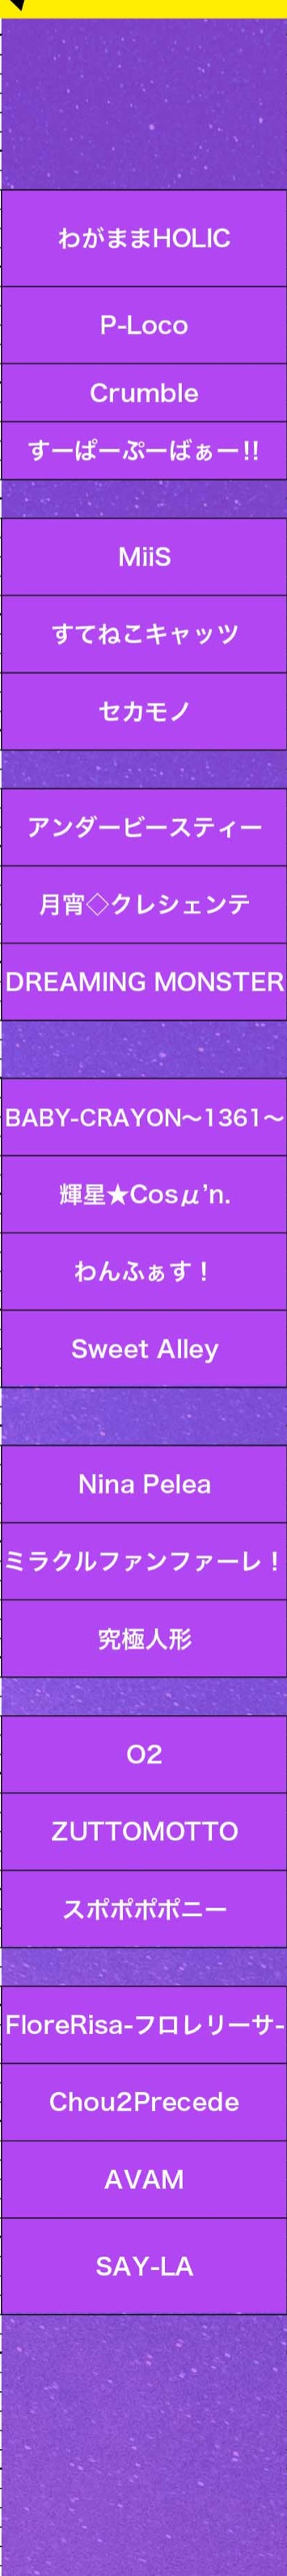 わがままHOLIC
P-Loco
Crumble
すーぱーぷーばぁー!!
MiiS
すてねこキャッツ
セカモノ
アンダービースティー
月宵◇クレシェンテ
DREAMING MONSTER
BABY-CRAYON〜1361〜
輝星★Cosμ’n.
わんふぁす！
Sweet Alley
Nina Pelea
ミラクルファンファーレ！
究極人形
O2
ZUTTOMOTTO
スポポポポニー
FloreRisa-フロレリーサ-
Chou2Precede
AVAM
SAY-LA